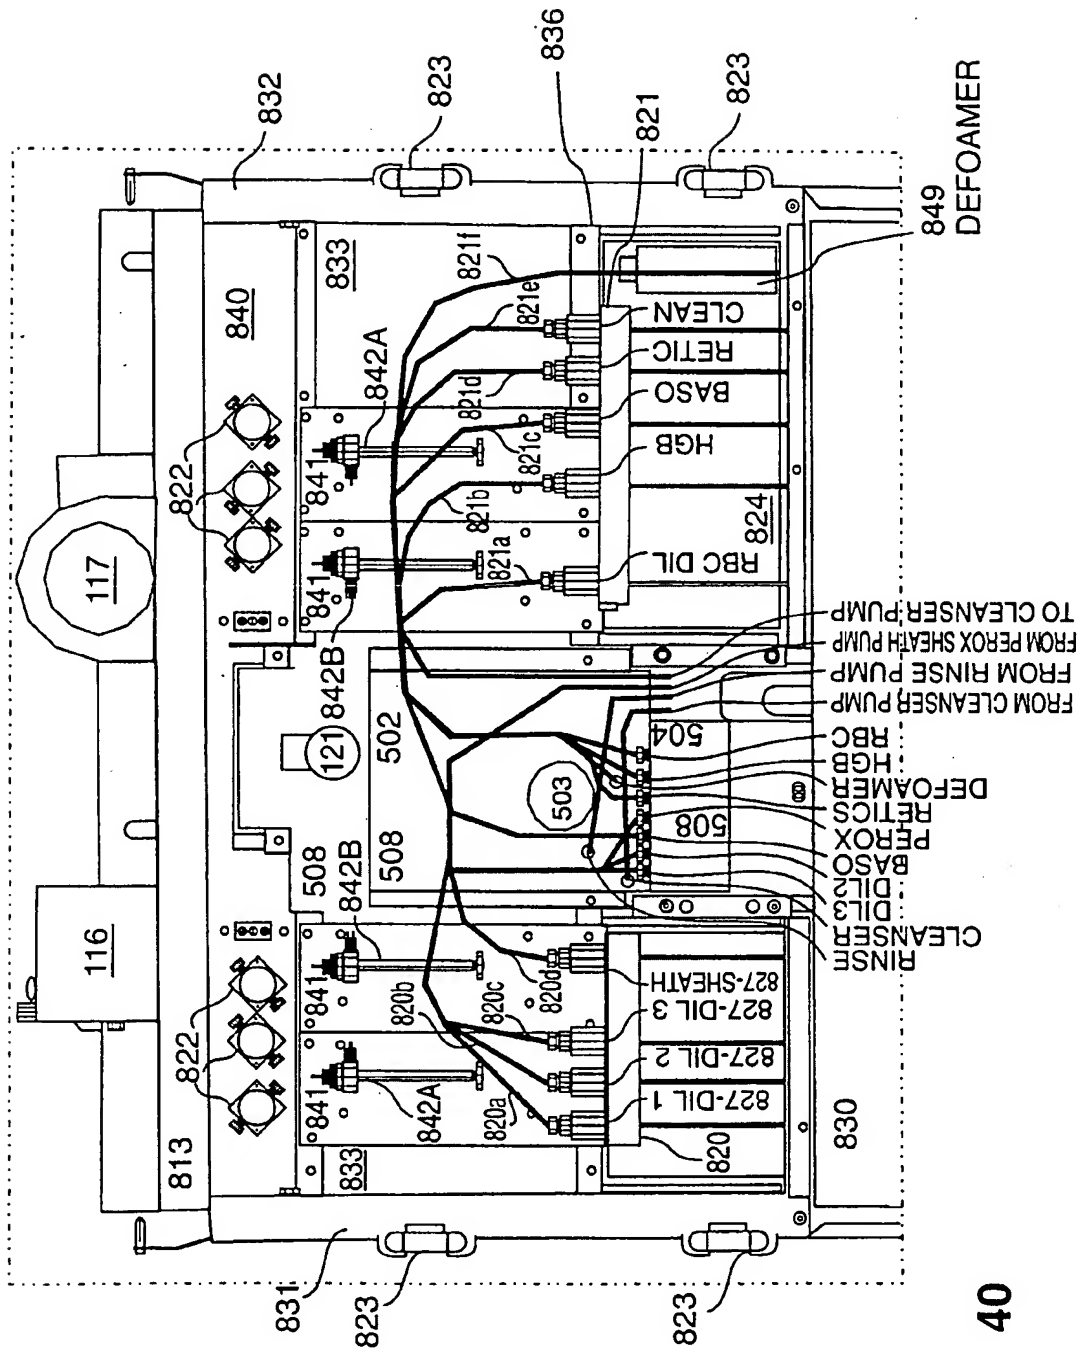 116
117
813
822
822
840
832
823
836
823
821
849
DEFOAMER
831
823
823
833
841
841
842A
842B
820a
820b
820c
820d
508
121
842B
841
841
842A
833
502
508
503
504
508
821a
821b
821c
821d
821e
821f
820
830
827-DIL 1
827-DIL 2
827-DIL 3
827-SHEATH
RBC DIL
HGB
BASO
RETIC
CLEAN
824
TO CLEANSER PUMP
FROM PEROX SHEATH PUMP
FROM RINSE PUMP
FROM CLEANSER PUMP
RBC
HGB
DEFOAMER
RETICS
PEROX
BASO
DIL2
DIL3
CLEANSER
RINSE
40